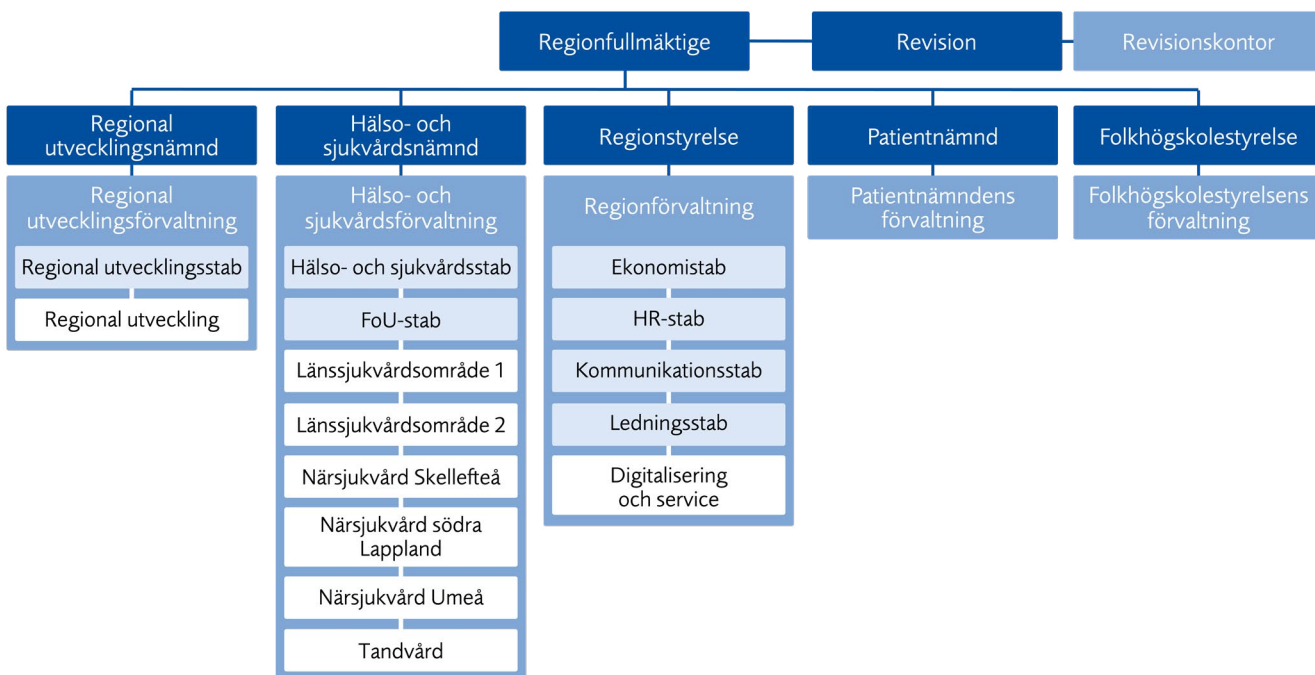 Regionfullmäktige
Revision
Revisionskontor
Regional
utvecklingsnämnd
Hälso- och
sjukvårdsnämnd
Regionstyrelse
Patientnämnd
Folkhögskolestyrelse
Regional
utvecklingsförvaltning
Regional utvecklingsstab
Regional utveckling
Hälso- och
sjukvårdsförvaltning
Hälso- och sjukvårdsstab
FoU-stab
Länssjukvårdsområde 1
Länssjukvårdsområde 2
Närsjukvård Skellefteå
Närsjukvård södra
Lappland
Närsjukvård Umeå
Tandvård
Regionförvaltning
Ekonomistab
HR-stab
Kommunikationsstab
Ledningsstab
Digitalisering
och service
Patientnämndens
förvaltning
Folkhögskolestyrelsens
förvaltning